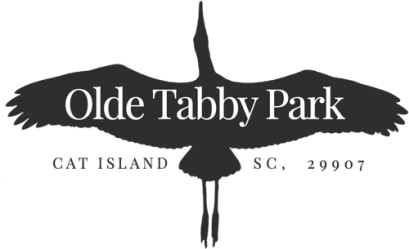 Olde Tabby Park
CAT ISLAND SC, 29907